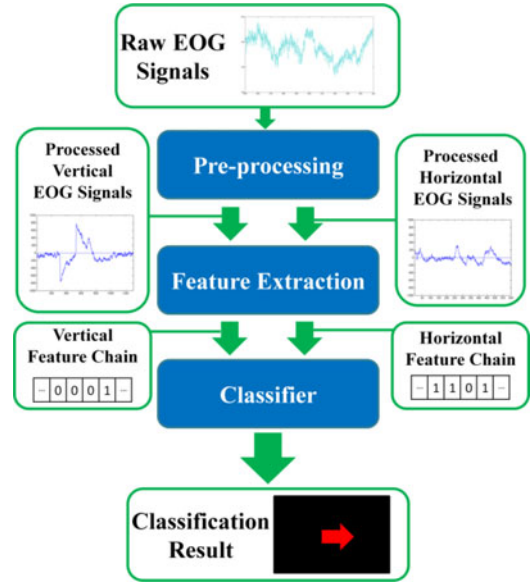 Raw EOG
Signals
Pre-processing
Processed
Vertical
EOG Signals
Processed
Horizontal
EOG Signals
Feature Extraction
Vertical
Feature Chain
– 0 0 0 1 –
Horizontal
Feature Chain
– 1 1 0 1 –
Classifier
Classification
Result